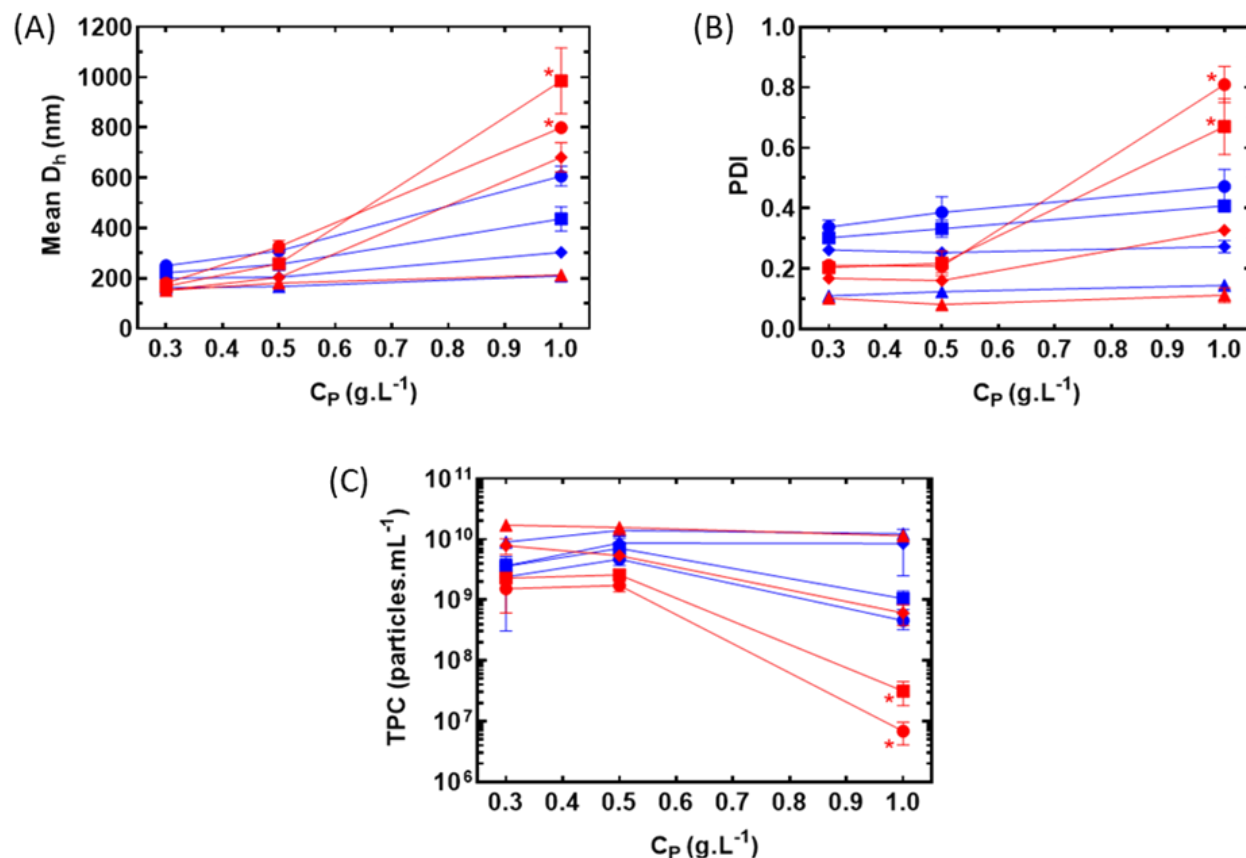 (A)
Mean Dₕ (nm)
1200
1000
800
600
400
200
0
0.3 0.4 0.5 0.6 0.7 0.8 0.9 1.0
C_P (g.L⁻¹)
*
*
(B)
PDI
1.0
0.8
0.6
0.4
0.2
0.0
0.3 0.4 0.5 0.6 0.7 0.8 0.9 1.0
C_P (g.L⁻¹)
*
*
(C)
TPC (particles.mL⁻¹)
10¹¹
10¹⁰
10⁹
10⁸
10⁷
10⁶
0.3 0.4 0.5 0.6 0.7 0.8 0.9 1.0
C_P (g.L⁻¹)
*
*